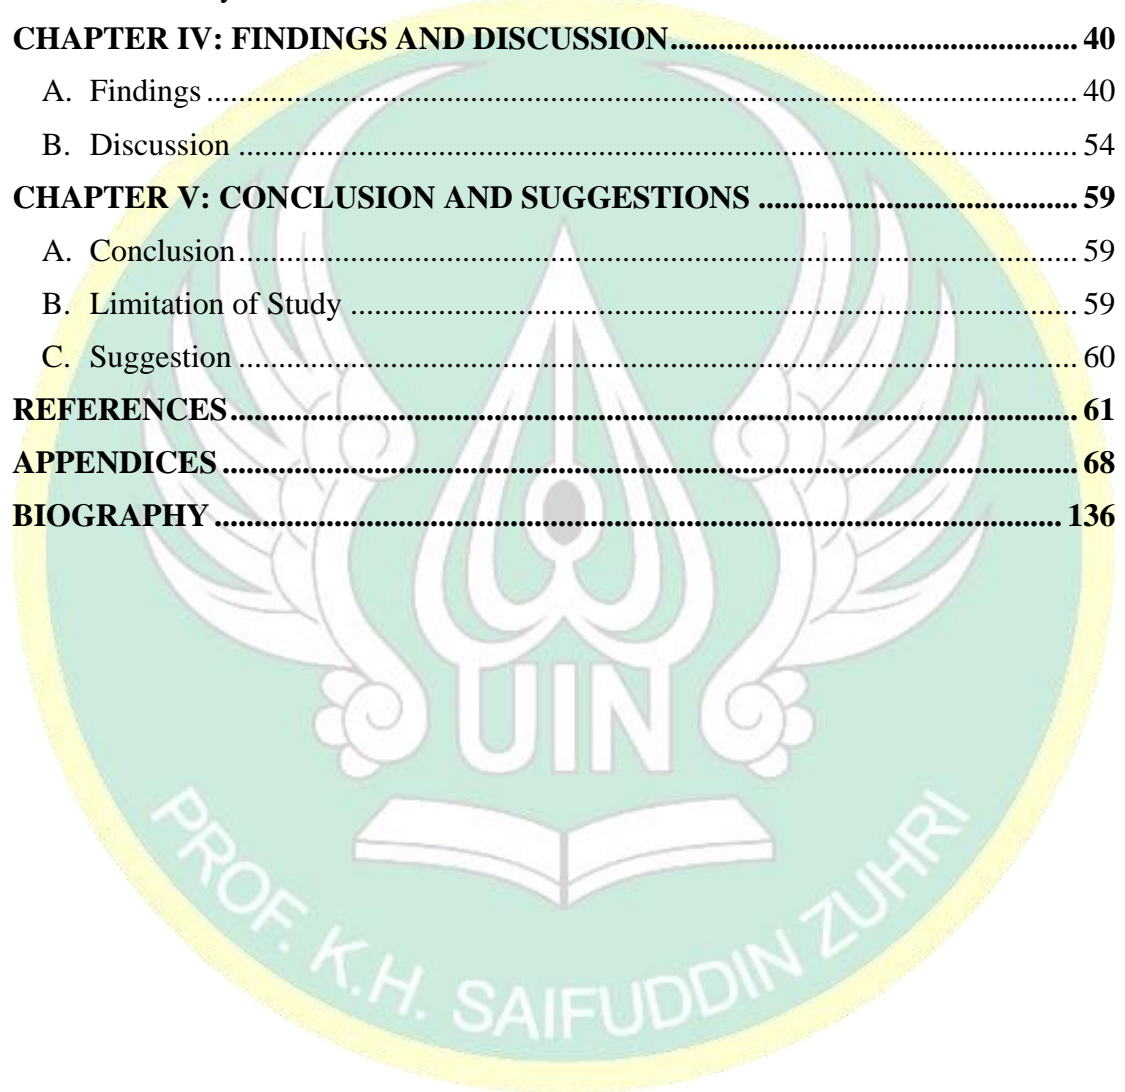 CHAPTER IV: FINDINGS AND DISCUSSION.................................................... 40
A. Findings ............................................................................................................... 40
B. Discussion ........................................................................................................... 54
CHAPTER V: CONCLUSION AND SUGGESTIONS ......................................... 59
A. Conclusion........................................................................................................... 59
B. Limitation of Study ............................................................................................. 59
C. Suggestion ........................................................................................................... 60
REFERENCES............................................................................................................ 61
APPENDICES ............................................................................................................. 68
BIOGRAPHY............................................................................................................ 136
UIN
PROF. K.H. SAIFUDDIN ZUHRI